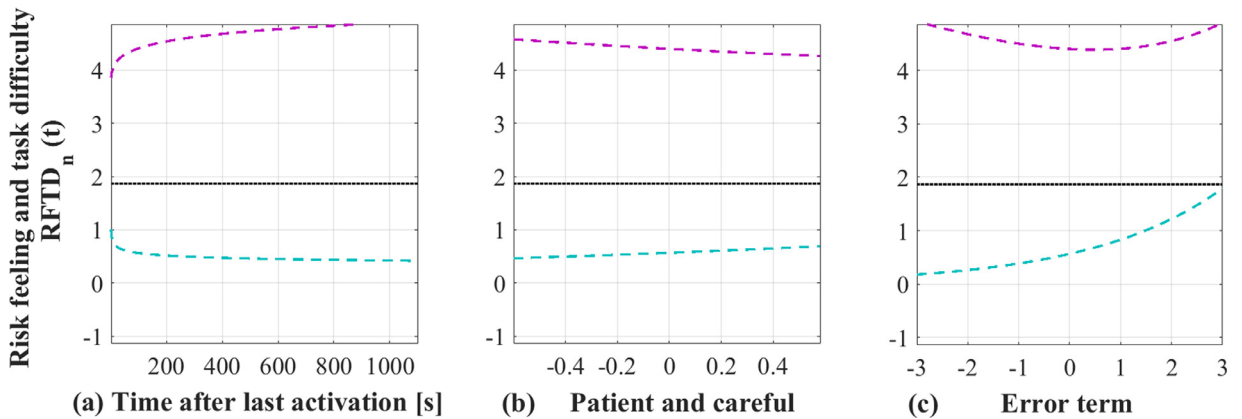 Risk feeling and task difficulty
RFTD_n (t)
4
3
2
1
0
-1
200 400 600 800 1000
(a) Time after last activation [s]
4
3
2
1
0
-1
-0.4 -0.2 0 0.2 0.4
(b) Patient and careful
4
3
2
1
0
-1
-3 -2 -1 0 1 2 3
(c) Error term